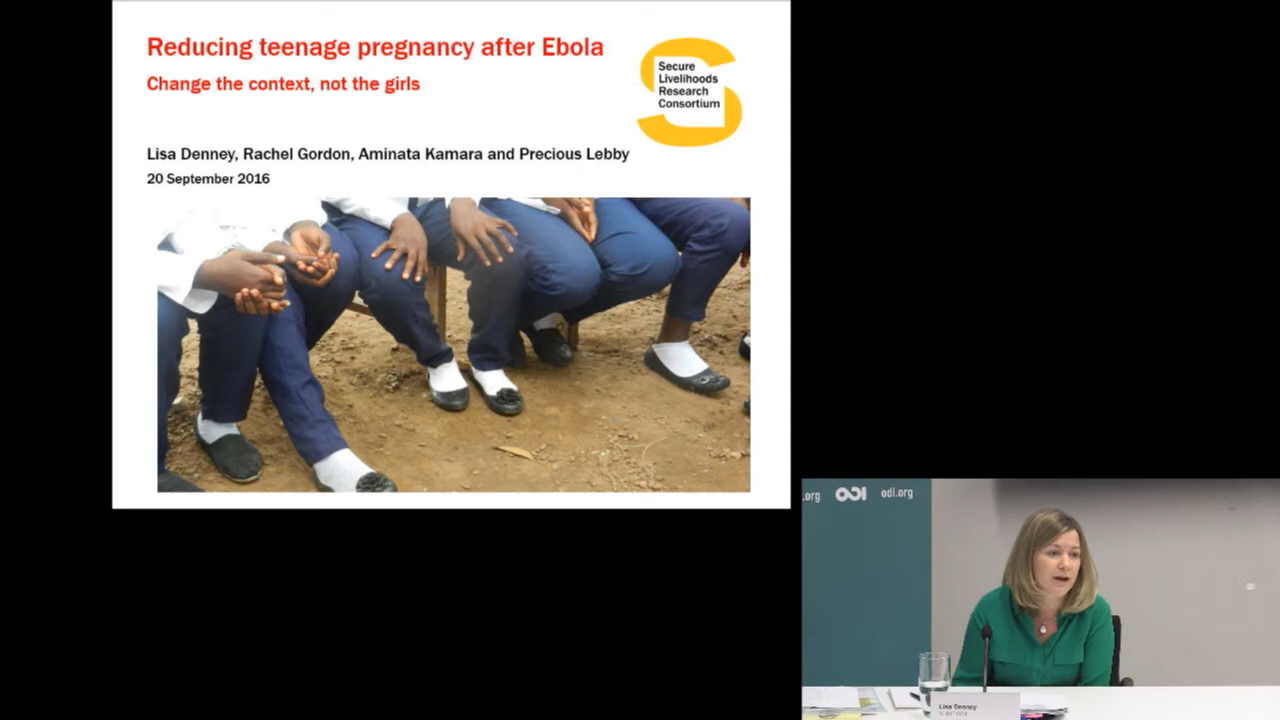 Reducing teenage pregnancy after Ebola
Change the context, not the girls
Secure
Livelihoods
Research
Consortium
Lisa Denney, Rachel Gordon, Aminata Kamara and Precious Lebby
20 September 2016
.org ODI odi.org
Lisa Denney